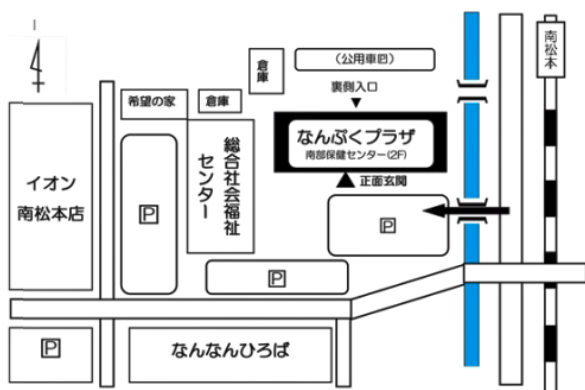 南松本
(公用車🅿)
倉庫
裏側入口
希望の家
倉庫
なんぷくプラザ
南部保健センター(2F)
総合社会福祉
センター
正面玄関
イオン
南松本店
P
P
P
なんなんひろば
P